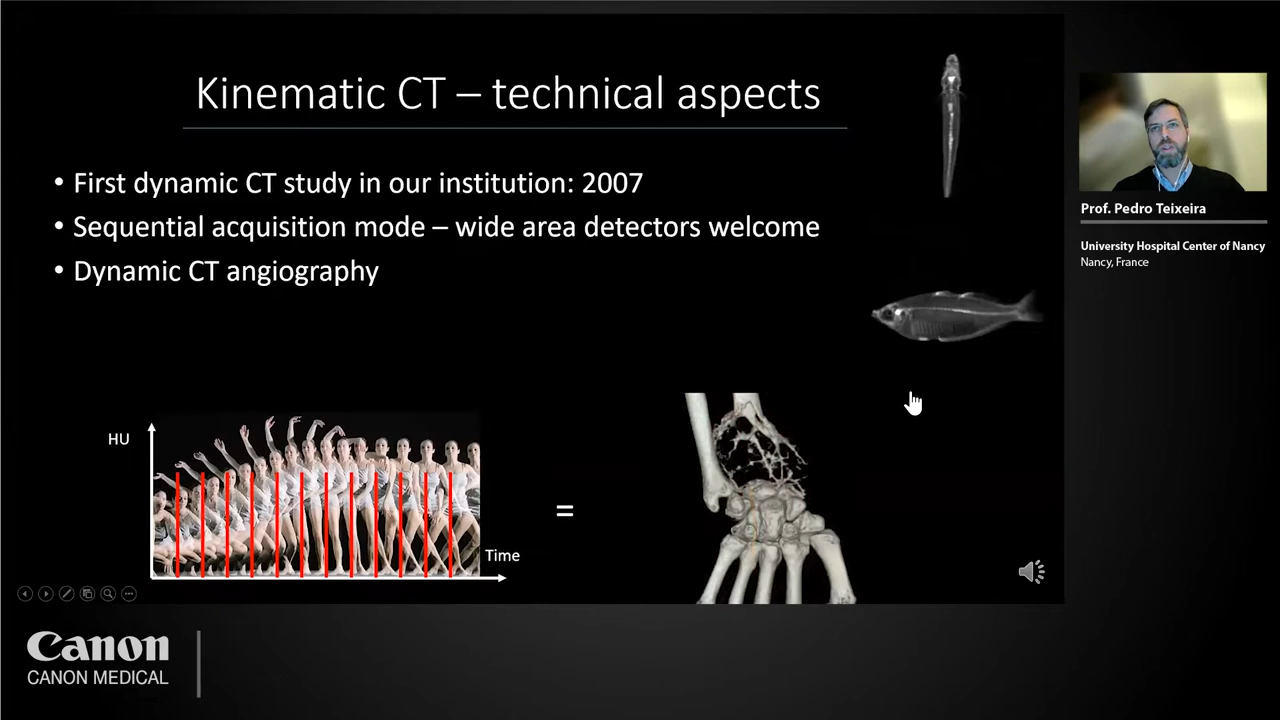 Kinematic CT – technical aspects
• First dynamic CT study in our institution: 2007
• Sequential acquisition mode – wide area detectors welcome
• Dynamic CT angiography
HU
Time
=
Prof. Pedro Teixeira
University Hospital Center of Nancy
Nancy, France
Canon
CANON MEDICAL